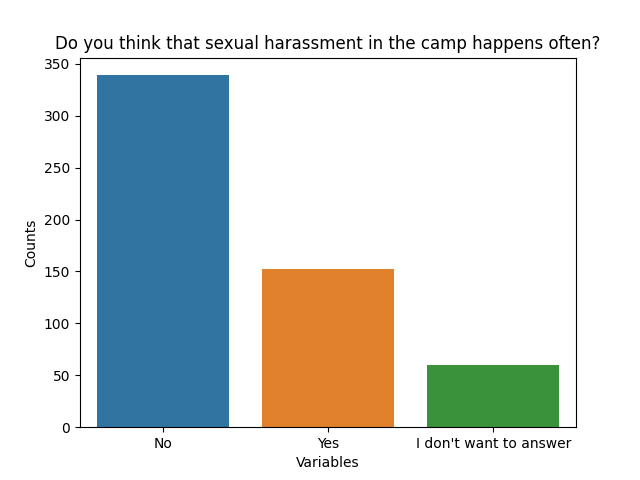 Do you think that sexual harassment in the camp happens often?
350
300
250
200
150
100
50
0
Counts
No
Yes
I don't want to answer
Variables